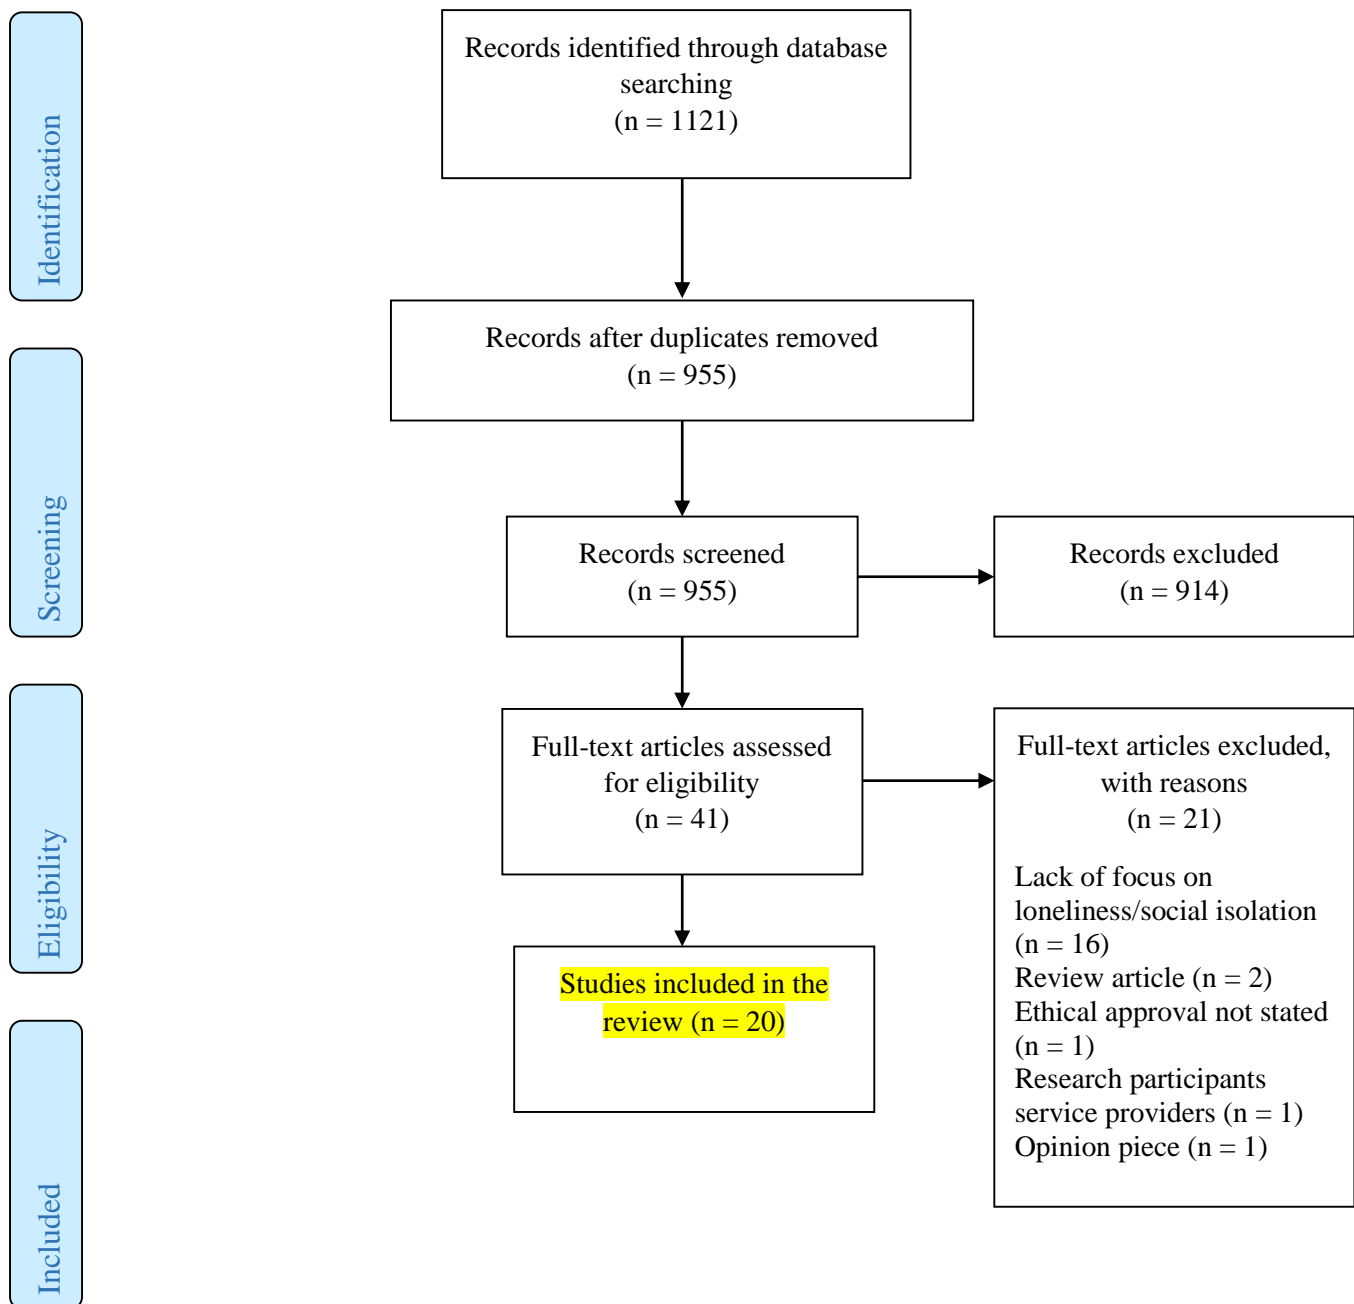 Identification
Records identified through database
searching
(n = 1121)
Records after duplicates removed
(n = 955)
Screening
Records screened
(n = 955)
Records excluded
(n = 914)
Eligibility
Full-text articles assessed
for eligibility
(n = 41)
Full-text articles excluded,
with reasons
(n = 21)
Lack of focus on
loneliness/social isolation
(n = 16)
Review article (n = 2)
Ethical approval not stated
(n = 1)
Research participants
service providers (n = 1)
Opinion piece (n = 1)
Included
Studies included in the
review (n = 20)